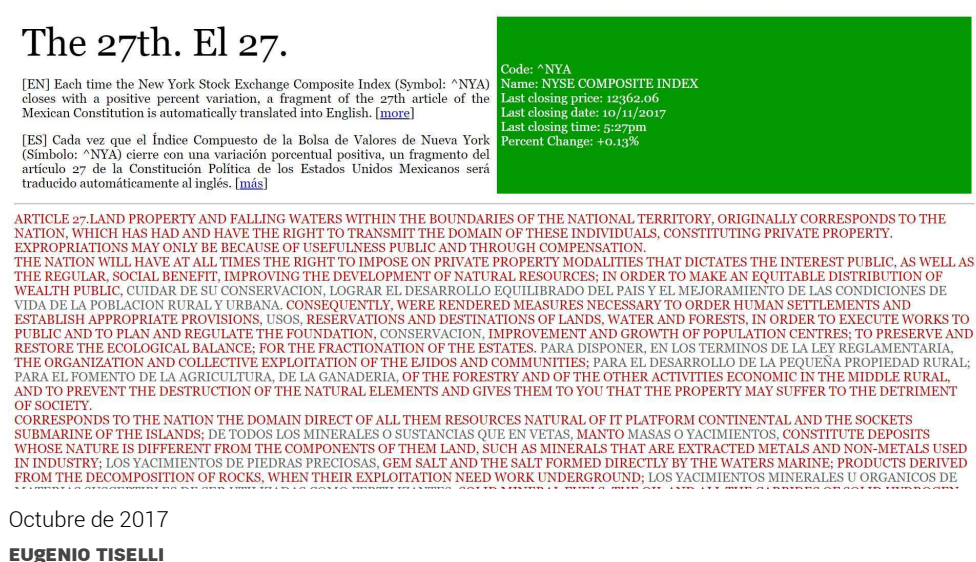 The 27th. El 27.
[EN] Each time the New York Stock Exchange Composite Index (Symbol: ^NYA)
closes with a positive percent variation, a fragment of the 27th article of the
Mexican Constitution is automatically translated into English. [more]
[ES] Cada vez que el Índice Compuesto de la Bolsa de Valores de Nueva York
(Símbolo: ^NYA) cierre con una variación porcentual positiva, un fragmento del
artículo 27 de la Constitución Política de los Estados Unidos Mexicanos será
traducido automáticamente al inglés. [más]
Code: ^NYA
Name: NYSE COMPOSITE INDEX
Last closing price: 12362.06
Last closing date: 10/11/2017
Last closing time: 5:27pm
Percent Change: +0.13%
ARTICLE 27.LAND PROPERTY AND FALLING WATERS WITHIN THE BOUNDARIES OF THE NATIONAL TERRITORY, ORIGINALLY CORRESPONDS TO THE
NATION, WHICH HAS HAD AND HAVE THE RIGHT TO TRANSMIT THE DOMAIN OF THESE INDIVIDUALS, CONSTITUTING PRIVATE PROPERTY.
EXPROPRIATIONS MAY ONLY BE BECAUSE OF USEFULNESS PUBLIC AND THROUGH COMPENSATION.
THE NATION WILL HAVE AT ALL TIMES THE RIGHT TO IMPOSE ON PRIVATE PROPERTY MODALITIES THAT DICTATES THE INTEREST PUBLIC, AS WELL AS
THE REGULAR, SOCIAL BENEFIT, IMPROVING THE DEVELOPMENT OF NATURAL RESOURCES; IN ORDER TO MAKE AN EQUITABLE DISTRIBUTION OF
WEALTH PUBLIC, CUIDAR DE SU CONSERVACION, LOGRAR EL DESARROLLO EQUILIBRADO DEL PAIS Y EL MEJORAMIENTO DE LAS CONDICIONES DE
VIDA DE LA POBLACION RURAL Y URBANA. CONSEQUENTLY, WERE RENDERED MEASURES NECESSARY TO ORDER HUMAN SETTLEMENTS AND
ESTABLISH APPROPRIATE PROVISIONS, USOS, RESERVATIONS AND DESTINATIONS OF LANDS, WATER AND FORESTS, IN ORDER TO EXECUTE WORKS TO
PUBLIC AND TO PLAN AND REGULATE THE FOUNDATION, CONSERVACION, IMPROVEMENT AND GROWTH OF POPULATION CENTRES; TO PRESERVE AND
RESTORE THE ECOLOGICAL BALANCE; FOR THE FRACTIONATION OF THE ESTATES. PARA DISPONER, EN LOS TERMINOS DE LA LEY REGLAMENTARIA,
THE ORGANIZATION AND COLLECTIVE EXPLOITATION OF THE EJIDOS AND COMMUNITIES; PARA EL DESARROLLO DE LA PEQUEÑA PROPIEDAD RURAL;
PARA EL FOMENTO DE LA AGRICULTURA, DE LA GANADERIA, OF THE FORESTRY AND OF THE OTHER ACTIVITIES ECONOMIC IN THE MIDDLE RURAL,
AND TO PREVENT THE DESTRUCTION OF THE NATURAL ELEMENTS AND GIVES THEM TO YOU THAT THE PROPERTY MAY SUFFER TO THE DETRIMENT
OF SOCIETY.
CORRESPONDS TO THE NATION THE DOMAIN DIRECT OF ALL THEM RESOURCES NATURAL OF IT PLATFORM CONTINENTAL AND THE SOCKETS
SUBMARINE OF THE ISLANDS; DE TODOS LOS MINERALES O SUSTANCIAS QUE EN VETAS, MANTO MASAS O YACIMIENTOS, CONSTITUTE DEPOSITS
WHOSE NATURE IS DIFFERENT FROM THE COMPONENTS OF THEM LAND, SUCH AS MINERALS THAT ARE EXTRACTED METALS AND NON-METALS USED
IN INDUSTRY; LOS YACIMIENTOS DE PIEDRAS PRECIOSAS, GEM SALT AND THE SALT FORMED DIRECTLY BY THE WATERS MARINE; PRODUCTS DERIVED
FROM THE DECOMPOSITION OF ROCKS, WHEN THEIR EXPLOITATION NEED WORK UNDERGROUND; LOS YACIMIENTOS MINERALES U ORGANICOS DE
MATERIAS SUSCEPTIBLES DE SER UTILIZADAS COMO FERTILIZANTES, SOLID MINERAL FUELS, THE OIL AND ALL THE CARBIDES OF SOLID HYDROGEN,
Octubre de 2017
EUgENIO TISELLI